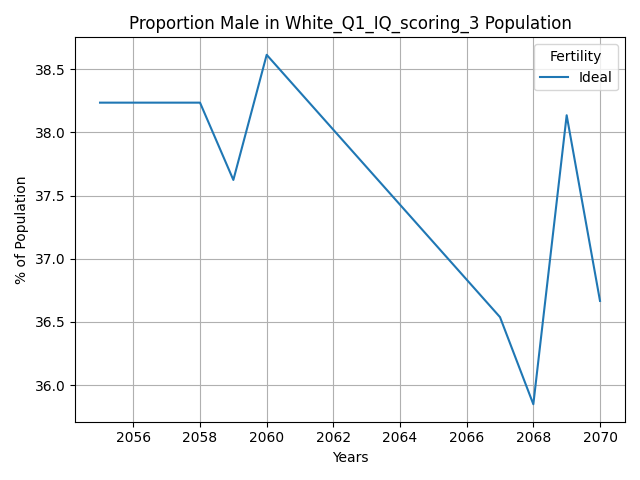 Proportion Male in White_Q1_IQ_scoring_3 Population
Fertility
Ideal
38.5
38.0
37.5
37.0
36.5
36.0
% of Population
2056 2058 2060 2062 2064 2066 2068 2070
Years